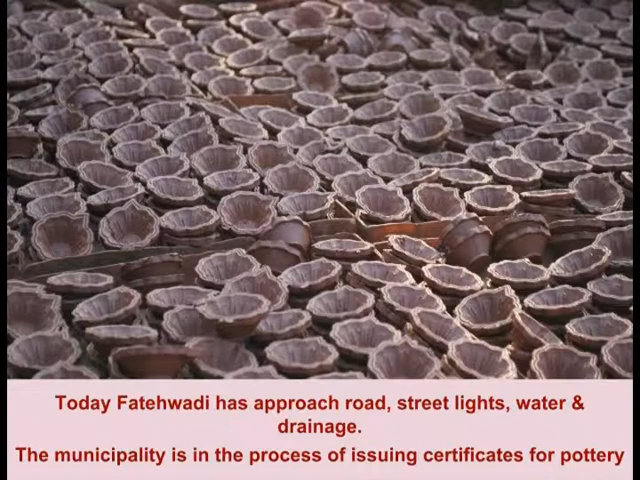 Today Fatehwadi has approach road, street lights, water &
drainage.
The municipality is in the process of issuing certificates for pottery